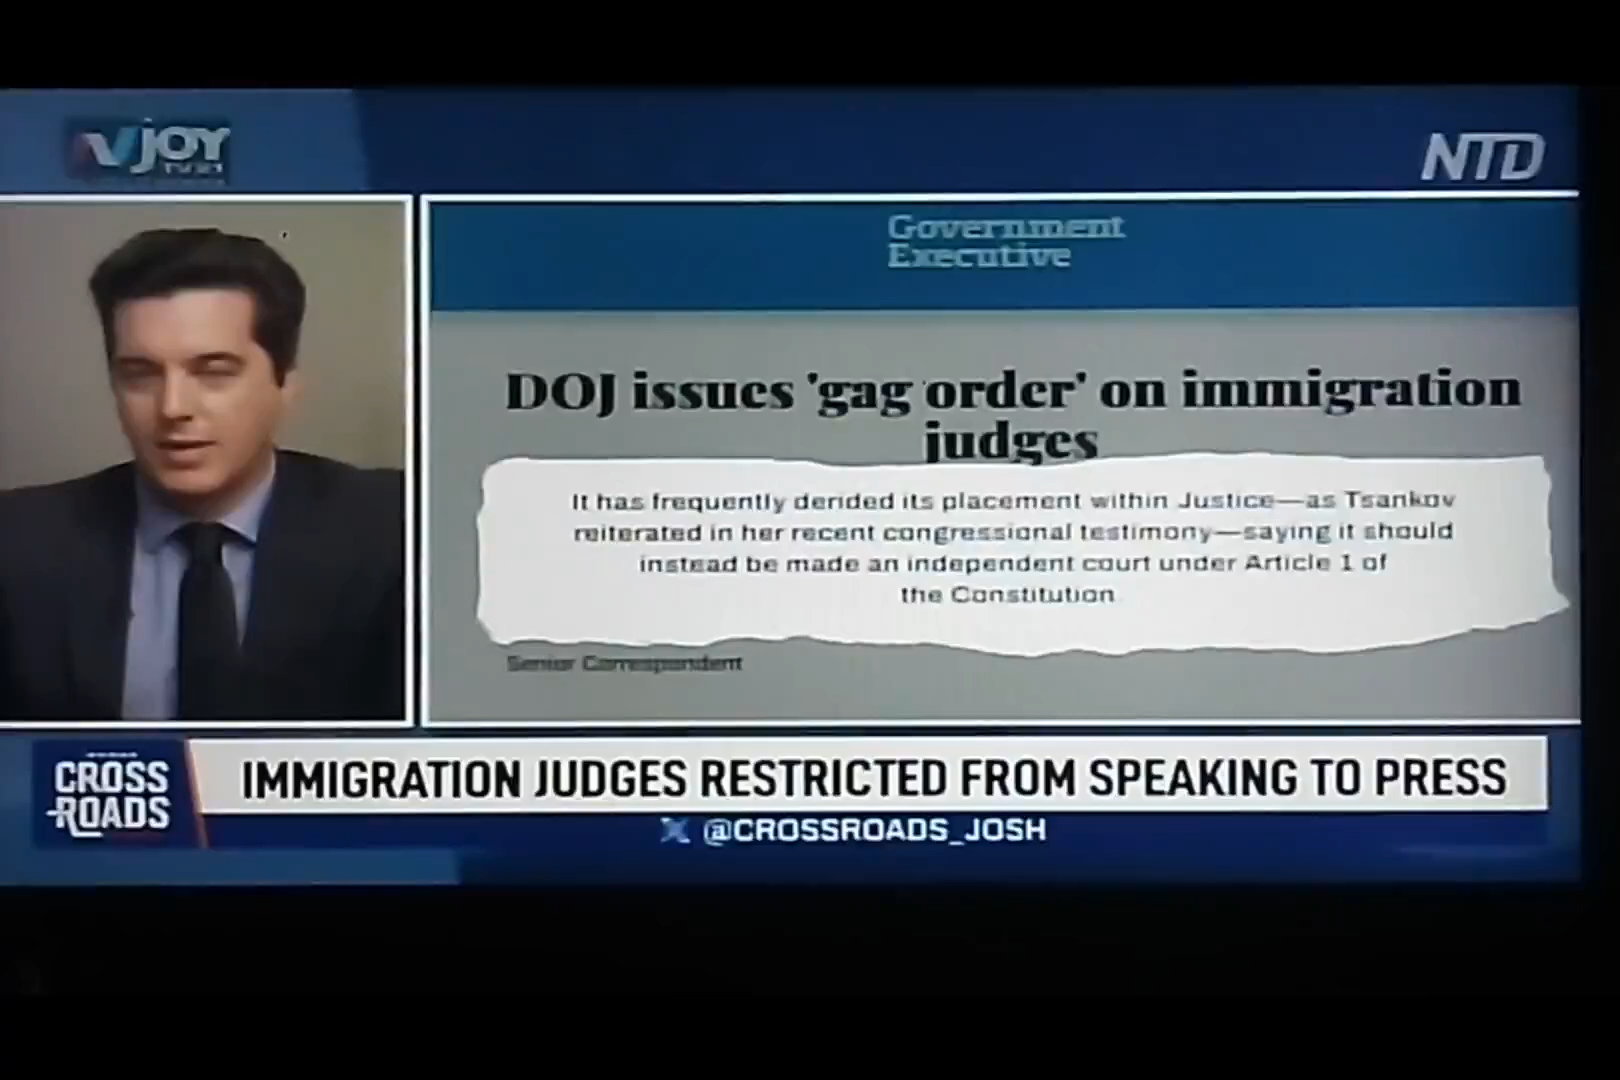 JOY
NTD
Government
Executive
DOJ issues 'gag order' on immigration
judges
It has frequently derided its placement within Justice—as Tsankov
reiterated in her recent congressional testimony—saying it should
instead be made an independent court under Article 1 of
the Constitution.
Senior Correspondent
CROSS
ROADS
IMMIGRATION JUDGES RESTRICTED FROM SPEAKING TO PRESS
X @CROSSROADS_JOSH